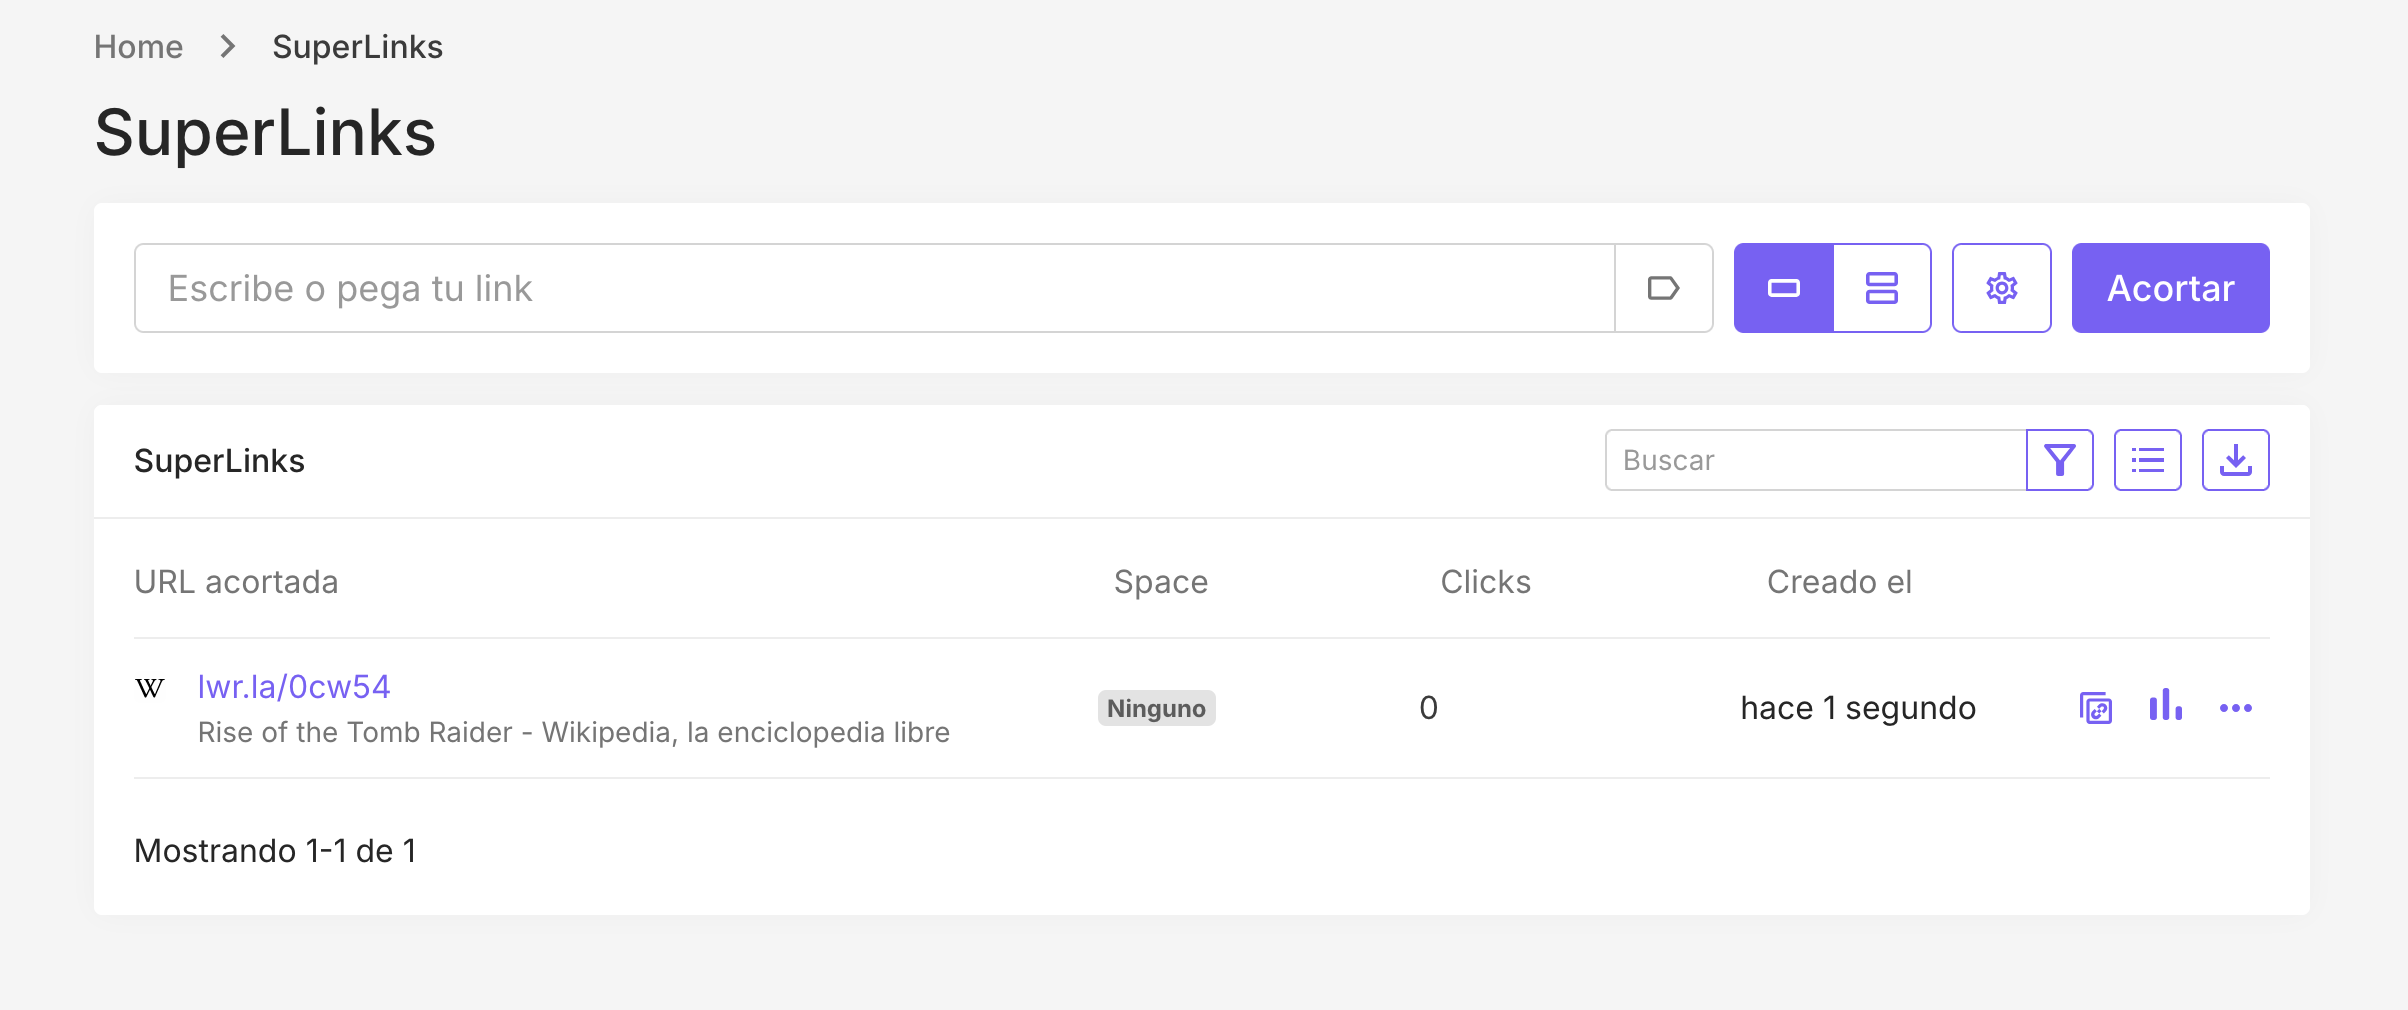 Home > SuperLinks
SuperLinks
Escribe o pega tu link
Acortar
SuperLinks
Buscar
URL acortada Space Clicks Creado el
W lwr.la/0cw54
Rise of the Tomb Raider - Wikipedia, la enciclopedia libre
Ninguno 0 hace 1 segundo
Mostrando 1-1 de 1